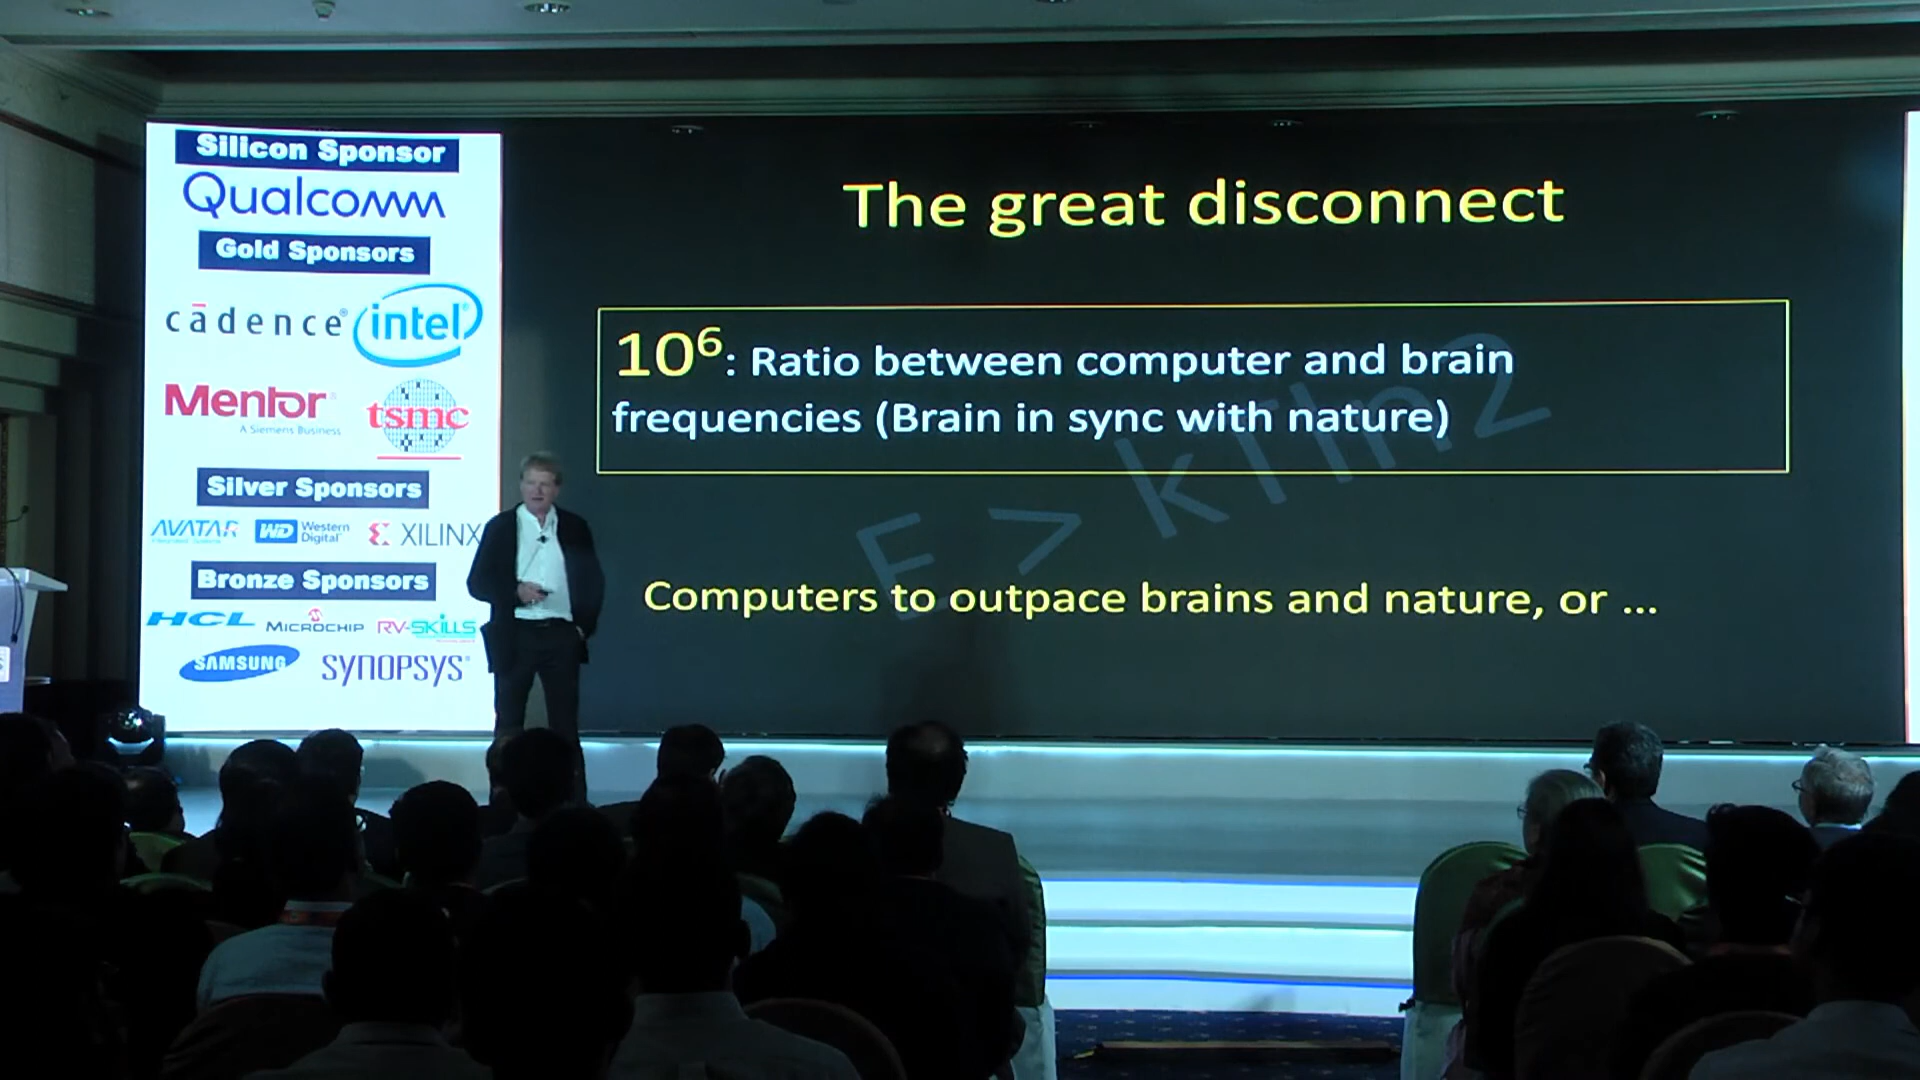 Silicon Sponsor
Qualcomm
Gold Sponsors
cādence®
intel®
Mentor®
A Siemens Business
tsmc
Silver Sponsors
AVATAR
WD Western Digital®
XILINX
Bronze Sponsors
HCL
MICROCHIP
RV-SKILLS
SAMSUNG
SYNOPSYS®
The great disconnect
10⁶: Ratio between computer and brain
frequencies (Brain in sync with nature)
E > kTln2
Computers to outpace brains and nature, or ...